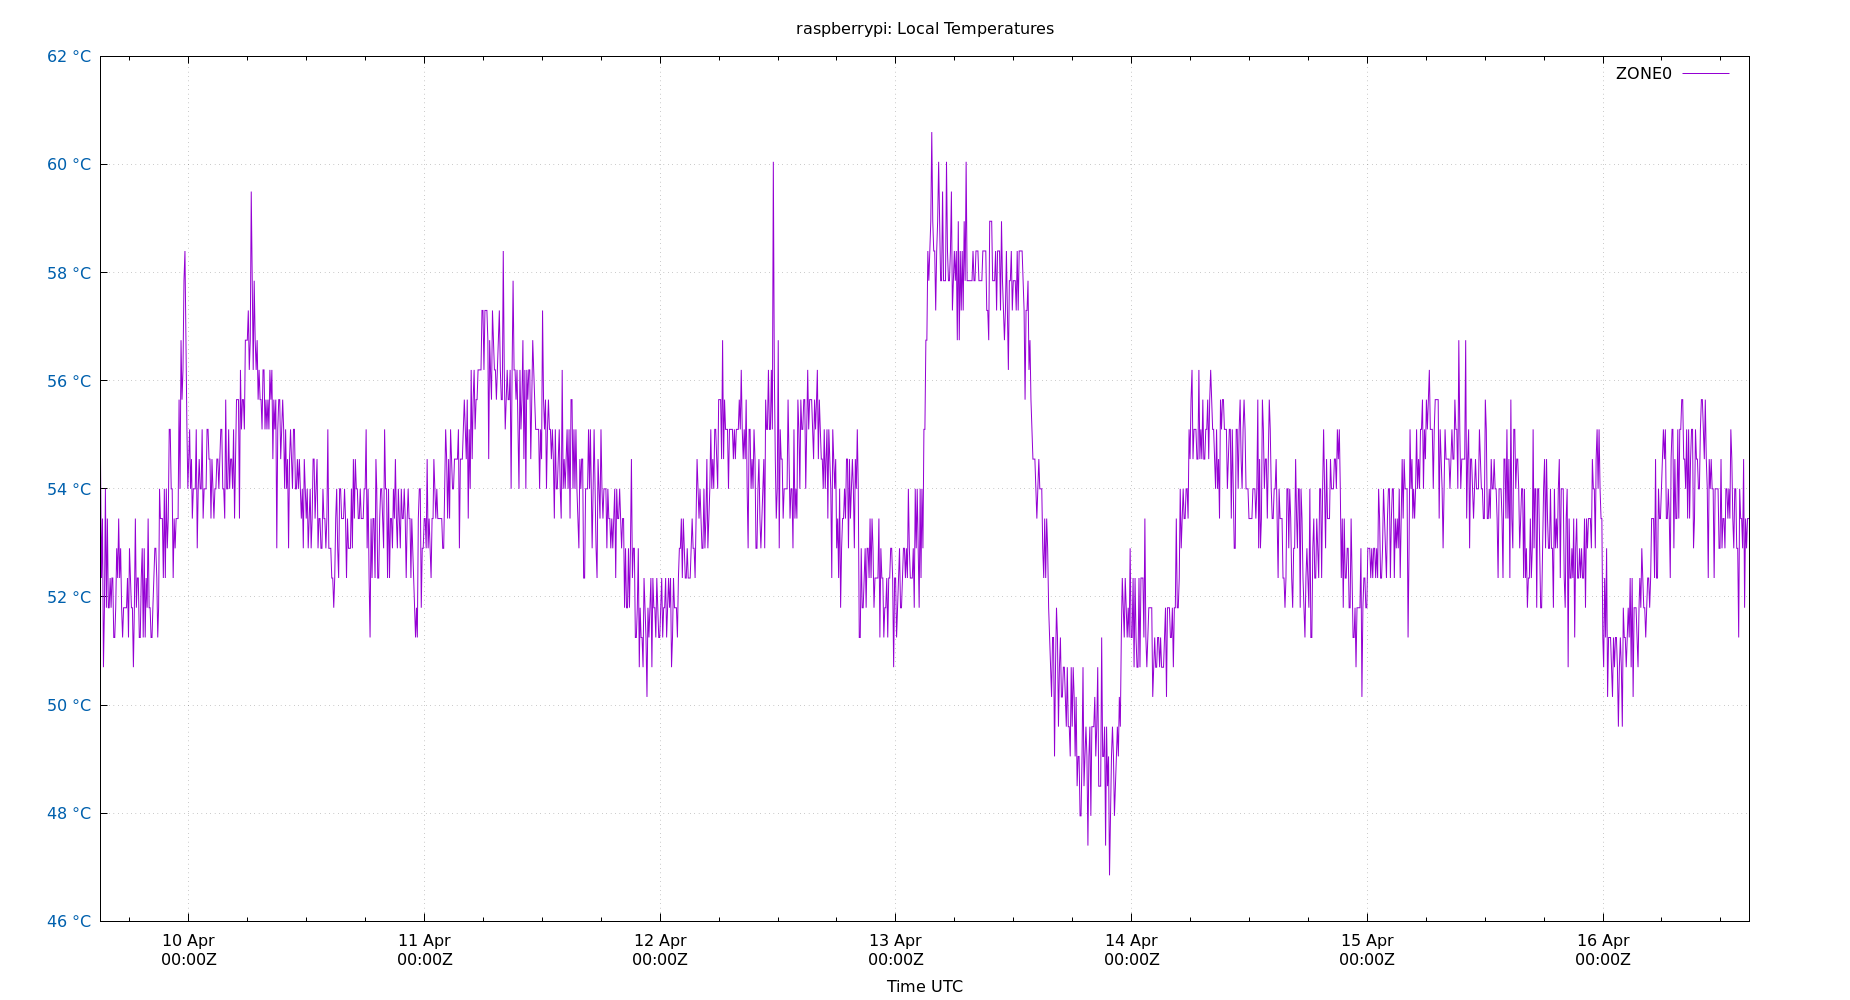 raspberrypi: Local Temperatures
62 °C
ZONE0
60 °C
58 °C
56 °C
54 °C
52 °C
50 °C
48 °C
46 °C
10 Apr 11 Apr 12 Apr 13 Apr 14 Apr 15 Apr 16 Apr
00:00Z 00:00Z 00:00Z 00:00Z 00:00Z 00:00Z 00:00Z
Time UTC